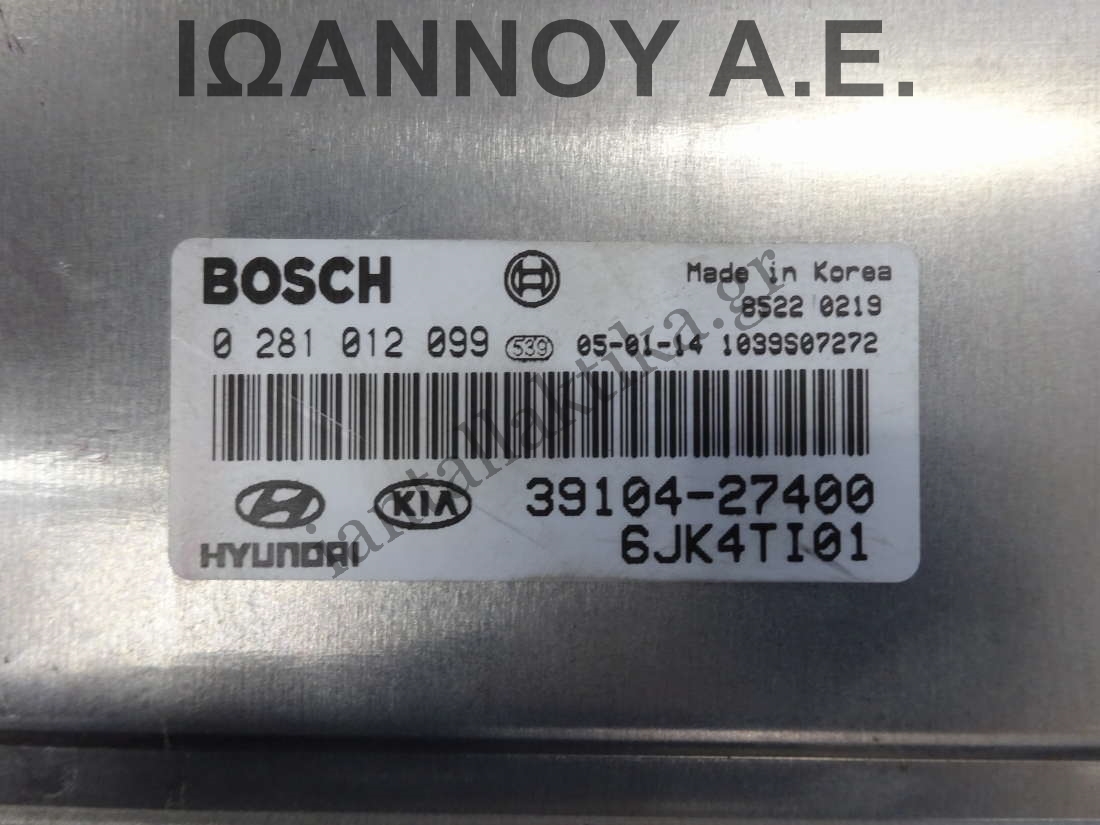 ΙΩΑΝΝΟΥ Α.Ε.
BOSCH
Made in Korea
8522 0219
0 281 012 099 539 05-01-14 1039S07272
HYUNDAI KIA 39104-27400
6JK4TI01
iantallaktika.gr